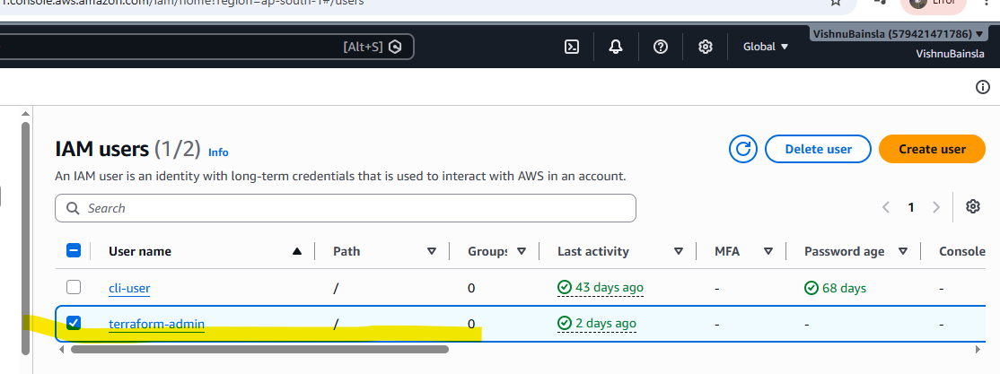 1.console.aws.amazon.com/iam/home?region=ap-south-1#/users
Error
[Alt+S]
Global
VishnuBainsla (579421471786)
VishnuBainsla
IAM users (1/2) Info
Delete user
Create user
An IAM user is an identity with long-term credentials that is used to interact with AWS in an account.
Search
1
User name Path Groups Last activity MFA Password age Console
cli-user / 0 43 days ago - 68 days -
terraform-admin / 0 2 days ago - - -